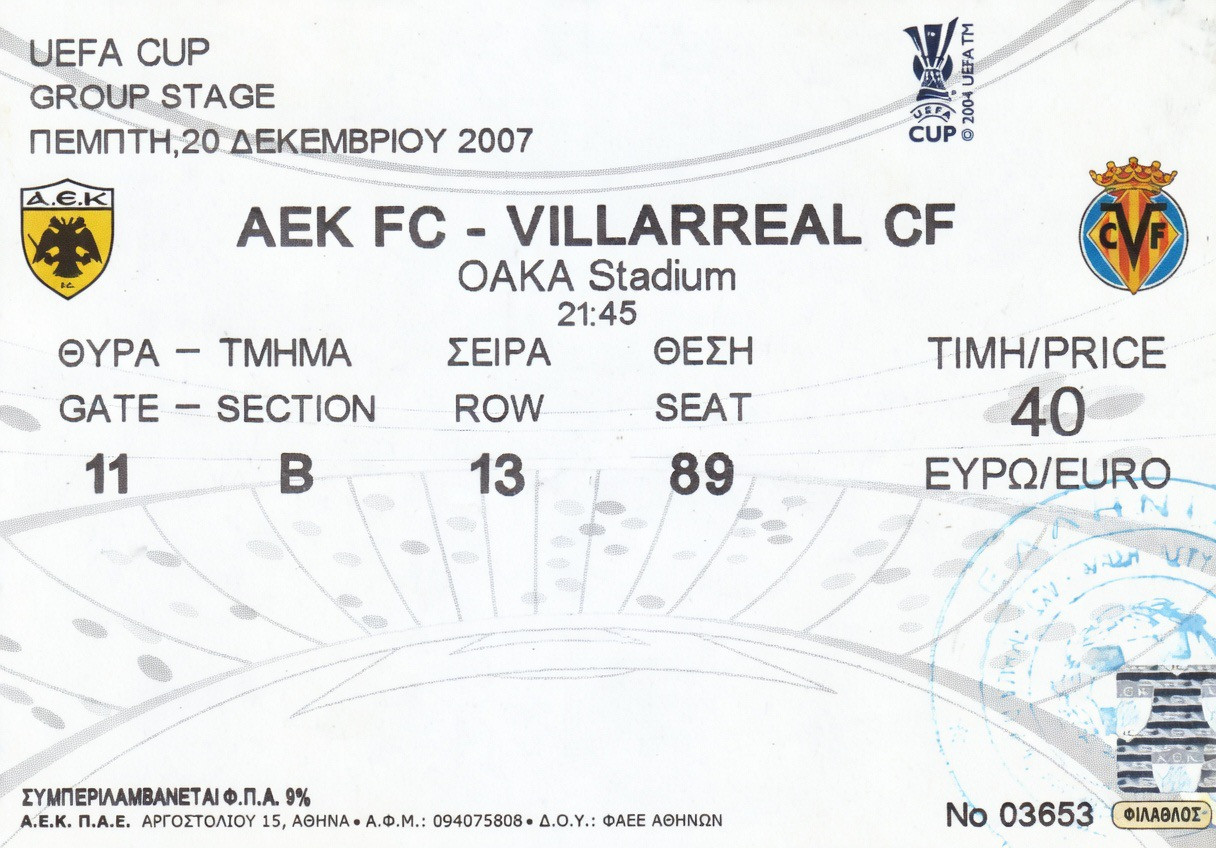 UEFA CUP
GROUP STAGE
ΠΕΜΠΤΗ,20 ΔΕΚΕΜΒΡΙΟΥ 2007
UEFA
CUP
© 2004 UEFA TM
Α.Ε.Κ
AEK FC - VILLARREAL CF
CVF
OAKA Stadium
21:45
ΘΥΡΑ – ΤΜΗΜΑ ΣΕΙΡΑ ΘΕΣΗ ΤΙΜΗ/PRICE
GATE – SECTION ROW SEAT 40
11 B 13 89 ΕΥΡΩ/EURO
ΣΥΜΠΕΡΙΛΑΜΒΑΝΕΤΑΙ Φ.Π.Α. 9%
Α.Ε.Κ. Π.Α.Ε. ΑΡΓΟΣΤΟΛΙΟΥ 15, ΑΘΗΝΑ • Α.Φ.Μ.: 094075808 • Δ.Ο.Υ.: ΦΑΕΕ ΑΘΗΝΩΝ
No 03653
ΦΙΛΑΘΛΟΣ